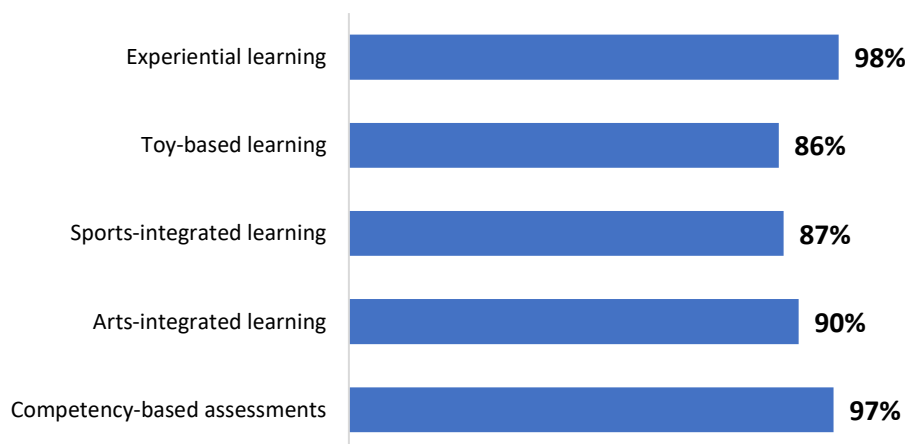 Experiential learning 98%
Toy-based learning 86%
Sports-integrated learning 87%
Arts-integrated learning 90%
Competency-based assessments 97%